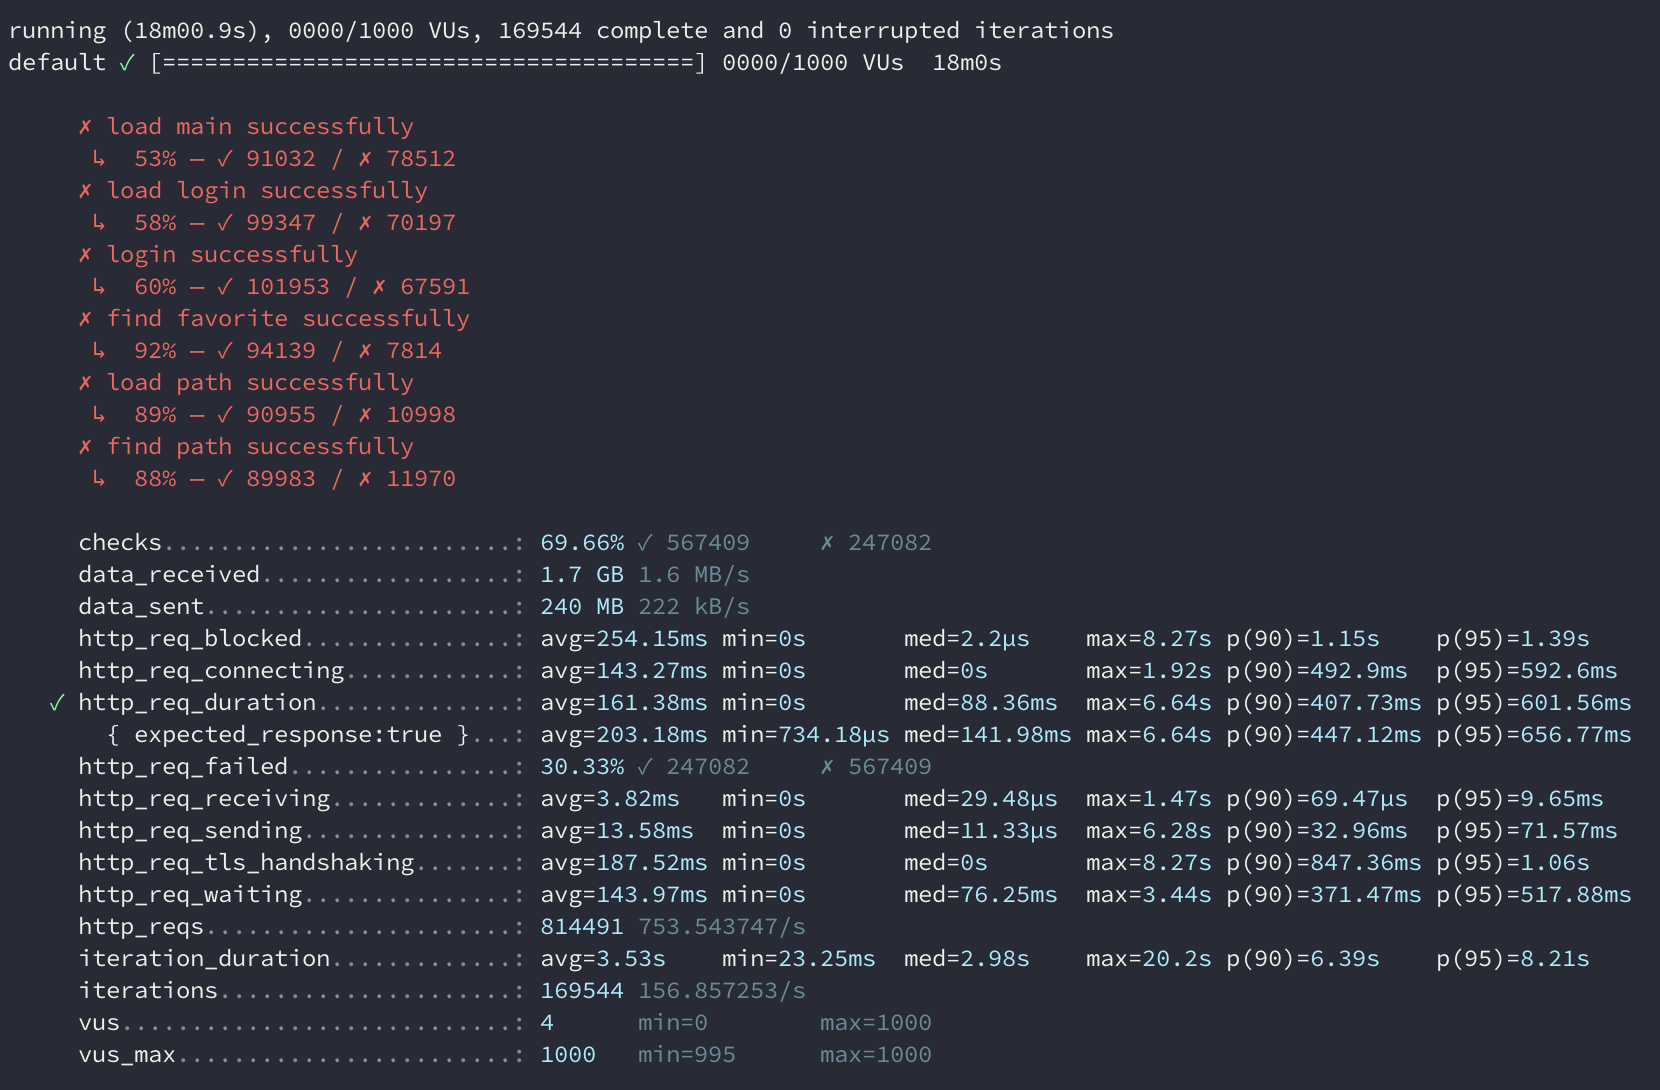 running (18m00.9s), 0000/1000 VUs, 169544 complete and 0 interrupted iterations
default ✓ [======================================] 0000/1000 VUs  18m0s
✗ load main successfully
↳  53% — ✓ 91032 / ✗ 78512
✗ load login successfully
↳  58% — ✓ 99347 / ✗ 70197
✗ login successfully
↳  60% — ✓ 101953 / ✗ 67591
✗ find favorite successfully
↳  92% — ✓ 94139 / ✗ 7814
✗ load path successfully
↳  89% — ✓ 90955 / ✗ 10998
✗ find path successfully
↳  88% — ✓ 89983 / ✗ 11970
checks.........................: 69.66% ✓ 567409     ✗ 247082
data_received..................: 1.7 GB 1.6 MB/s
data_sent......................: 240 MB 222 kB/s
http_req_blocked...............: avg=254.15ms min=0s       med=2.2µs    max=8.27s p(90)=1.15s    p(95)=1.39s
http_req_connecting............: avg=143.27ms min=0s       med=0s       max=1.92s p(90)=492.9ms  p(95)=592.6ms
✓ http_req_duration..............: avg=161.38ms min=0s       med=88.36ms  max=6.64s p(90)=407.73ms p(95)=601.56ms
{ expected_response:true }...: avg=203.18ms min=734.18µs med=141.98ms max=6.64s p(90)=447.12ms p(95)=656.77ms
http_req_failed................: 30.33% ✓ 247082     ✗ 567409
http_req_receiving.............: avg=3.82ms   min=0s       med=29.48µs  max=1.47s p(90)=69.47µs  p(95)=9.65ms
http_req_sending...............: avg=13.58ms  min=0s       med=11.33µs  max=6.28s p(90)=32.96ms  p(95)=71.57ms
http_req_tls_handshaking.......: avg=187.52ms min=0s       med=0s       max=8.27s p(90)=847.36ms p(95)=1.06s
http_req_waiting...............: avg=143.97ms min=0s       med=76.25ms  max=3.44s p(90)=371.47ms p(95)=517.88ms
http_reqs......................: 814491 753.543747/s
iteration_duration.............: avg=3.53s    min=23.25ms  med=2.98s    max=20.2s p(90)=6.39s    p(95)=8.21s
iterations.....................: 169544 156.857253/s
vus............................: 4      min=0        max=1000
vus_max........................: 1000   min=995      max=1000